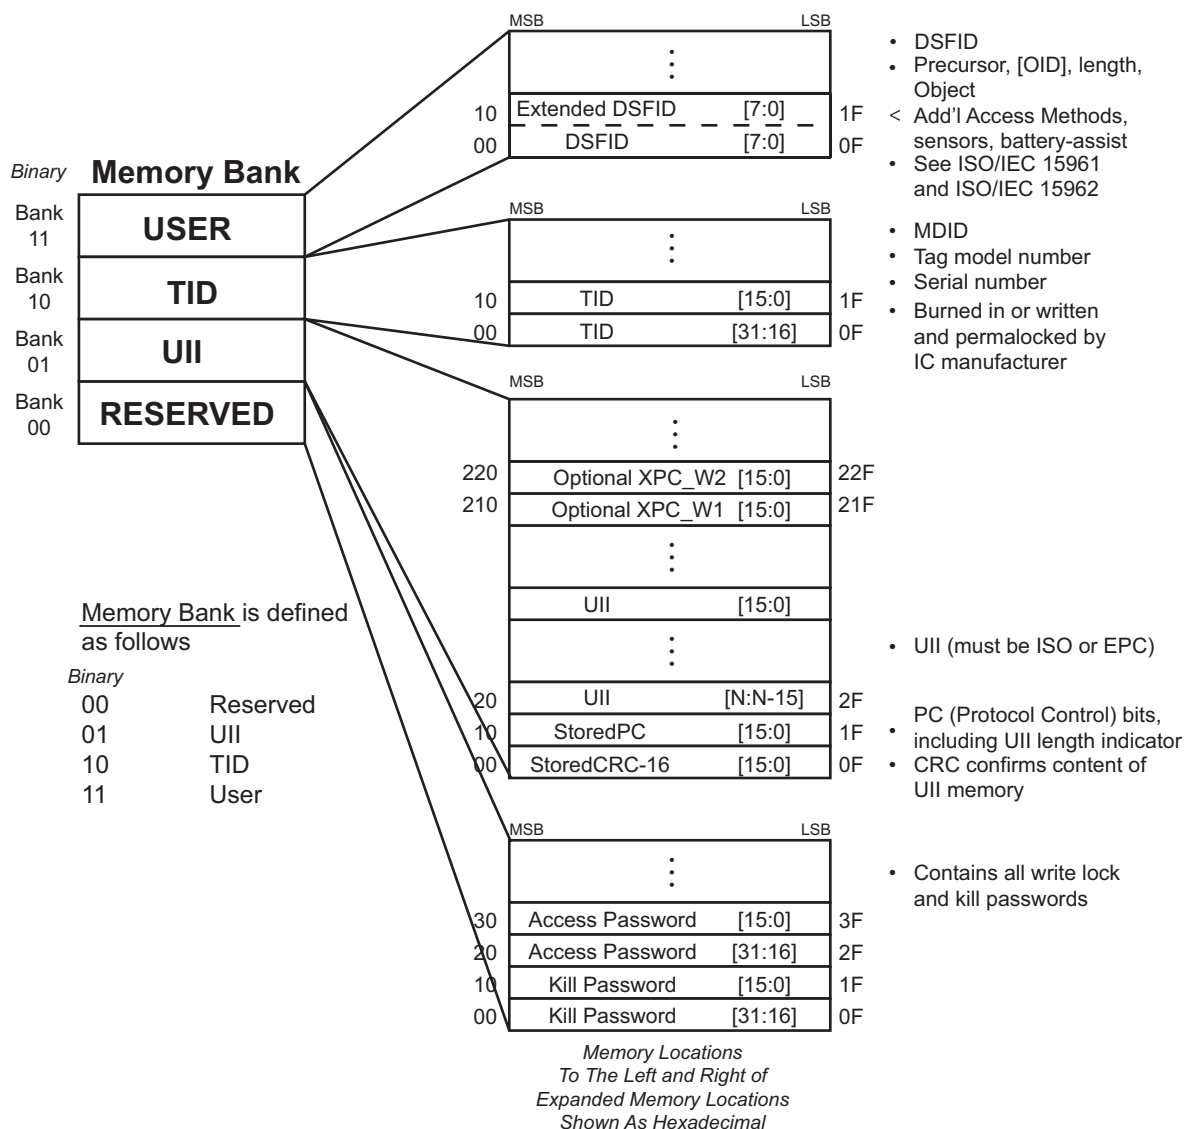 MSB LSB
⋮
10 Extended DSFID [7:0] 1F
00 DSFID [7:0] 0F
• DSFID
• Precursor, [OID], length,
Object
< Add’l Access Methods,
sensors, battery-assist
• See ISO/IEC 15961
and ISO/IEC 15962
Binary Memory Bank
Bank
11
USER
Bank
10
TID
Bank
01
UII
Bank
00
RESERVED
MSB LSB
⋮
10 TID [15:0] 1F
00 TID [31:16] 0F
• MDID
• Tag model number
• Serial number
• Burned in or written
and permalocked by
IC manufacturer
MSB LSB
⋮
220 Optional XPC_W2 [15:0] 22F
210 Optional XPC_W1 [15:0] 21F
⋮
UII [15:0]
⋮
20 UII [N:N-15] 2F
10 StoredPC [15:0] 1F
00 StoredCRC-16 [15:0] 0F
• UII (must be ISO or EPC)
• PC (Protocol Control) bits,
including UII length indicator
• CRC confirms content of
UII memory
Memory Bank is defined
as follows
Binary
00 Reserved
01 UII
10 TID
11 User
MSB LSB
⋮
30 Access Password [15:0] 3F
20 Access Password [31:16] 2F
10 Kill Password [15:0] 1F
00 Kill Password [31:16] 0F
• Contains all write lock
and kill passwords
Memory Locations
To The Left and Right of
Expanded Memory Locations
Shown As Hexadecimal